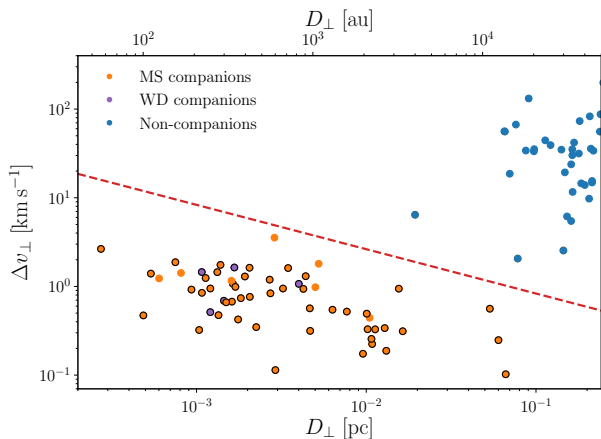 D⊥ [au]
10² 10³ 10⁴
MS companions
WD companions
Non-companions
10²
10¹
10⁰
10⁻¹
Δv⊥ [km s⁻¹]
10⁻³ 10⁻² 10⁻¹
D⊥ [pc]